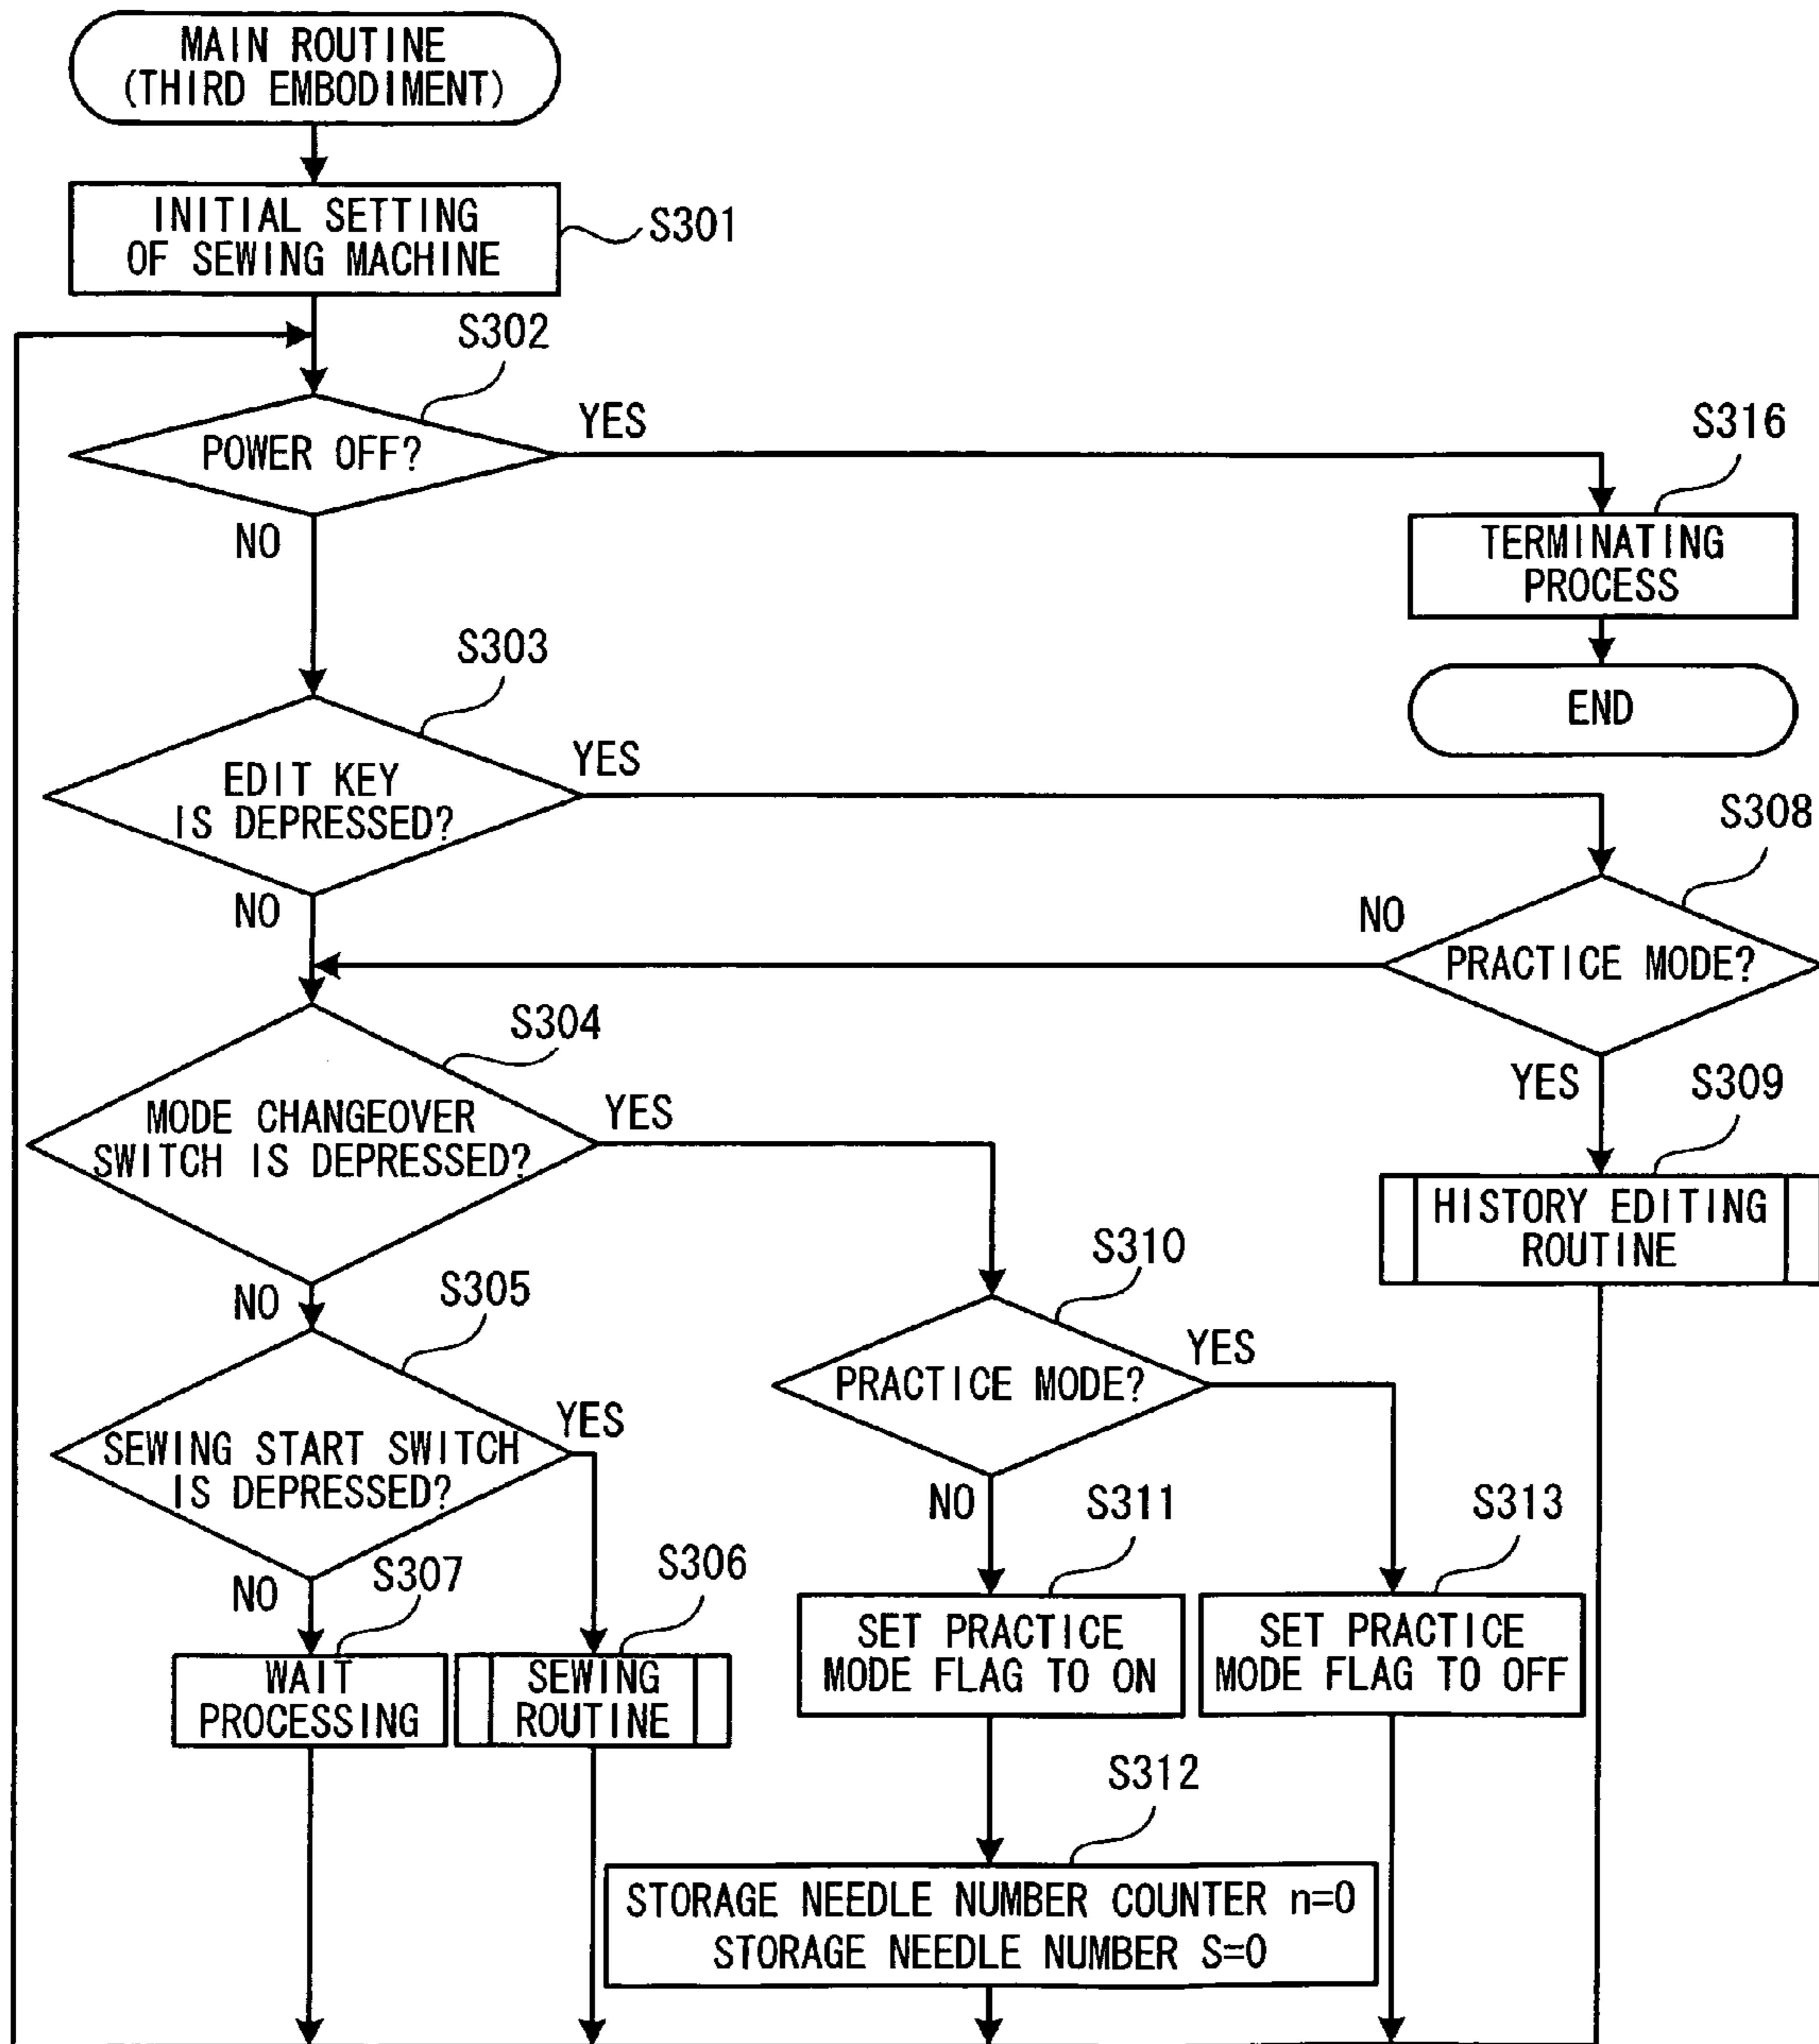 MAIN ROUTINE
(THIRD EMBODIMENT)
INITIAL SETTING
OF SEWING MACHINE
S301
S302
POWER OFF?
YES
NO
S316
TERMINATING
PROCESS
END
S303
EDIT KEY
IS DEPRESSED?
YES
NO
S308
PRACTICE MODE?
NO
YES
S309
HISTORY EDITING
ROUTINE
S304
MODE CHANGEOVER
SWITCH IS DEPRESSED?
YES
NO
S305
SEWING START SWITCH
IS DEPRESSED?
YES
NO
S307
WAIT
PROCESSING
S306
SEWING
ROUTINE
S310
PRACTICE MODE?
YES
NO
S311
SET PRACTICE
MODE FLAG TO ON
S313
SET PRACTICE
MODE FLAG TO OFF
S312
STORAGE NEEDLE NUMBER COUNTER n=0
STORAGE NEEDLE NUMBER S=0